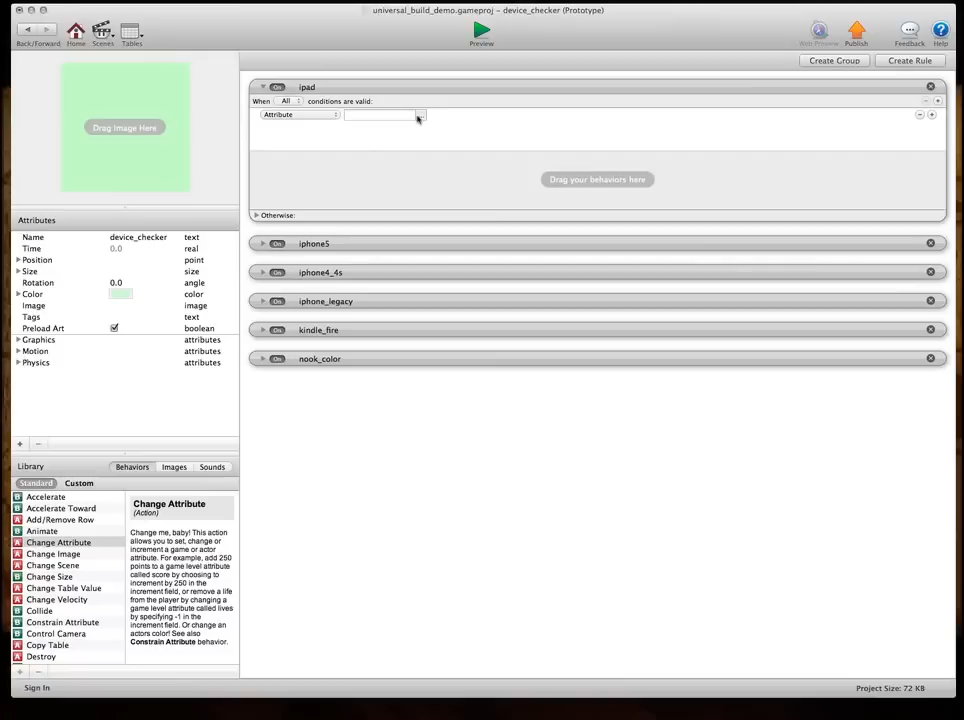 universal_build_demo.gameproj – device_checker (Prototype)
Back/Forward Home Scenes Tables Preview Web Preview Publish Feedback Help
Create Group Create Rule
Drag Image Here
On ipad
When All conditions are valid:
Attribute ...
Drag your behaviors here
Otherwise:
On iphone5
On iphone4_4s
On iphone_legacy
On kindle_fire
On nook_color
Attributes
Name device_checker text
Time 0.0 real
Position point
Size size
Rotation 0.0 angle
Color color
Image image
Tags text
Preload Art boolean
Graphics attributes
Motion attributes
Physics attributes
Library Behaviors Images Sounds
Standard Custom
B Accelerate
B Accelerate Toward
A Add/Remove Row
B Animate
A Change Attribute
A Change Image
A Change Scene
B Change Size
A Change Table Value
A Change Velocity
B Collide
B Constrain Attribute
B Control Camera
A Copy Table
A Destroy
Change Attribute
(Action)
Change me, baby! This action
allows you to set, change or
increment a game or actor
attribute. For example, add 250
points to a game level attribute
called score by choosing to
increment by 250 in the
increment field, or remove a life
from the player by changing a
game level attribute called lives
by specifying -1 in the
increment field. Or change an
actors color! See also
Constrain Attribute behavior.
Sign In
Project Size: 72 KB